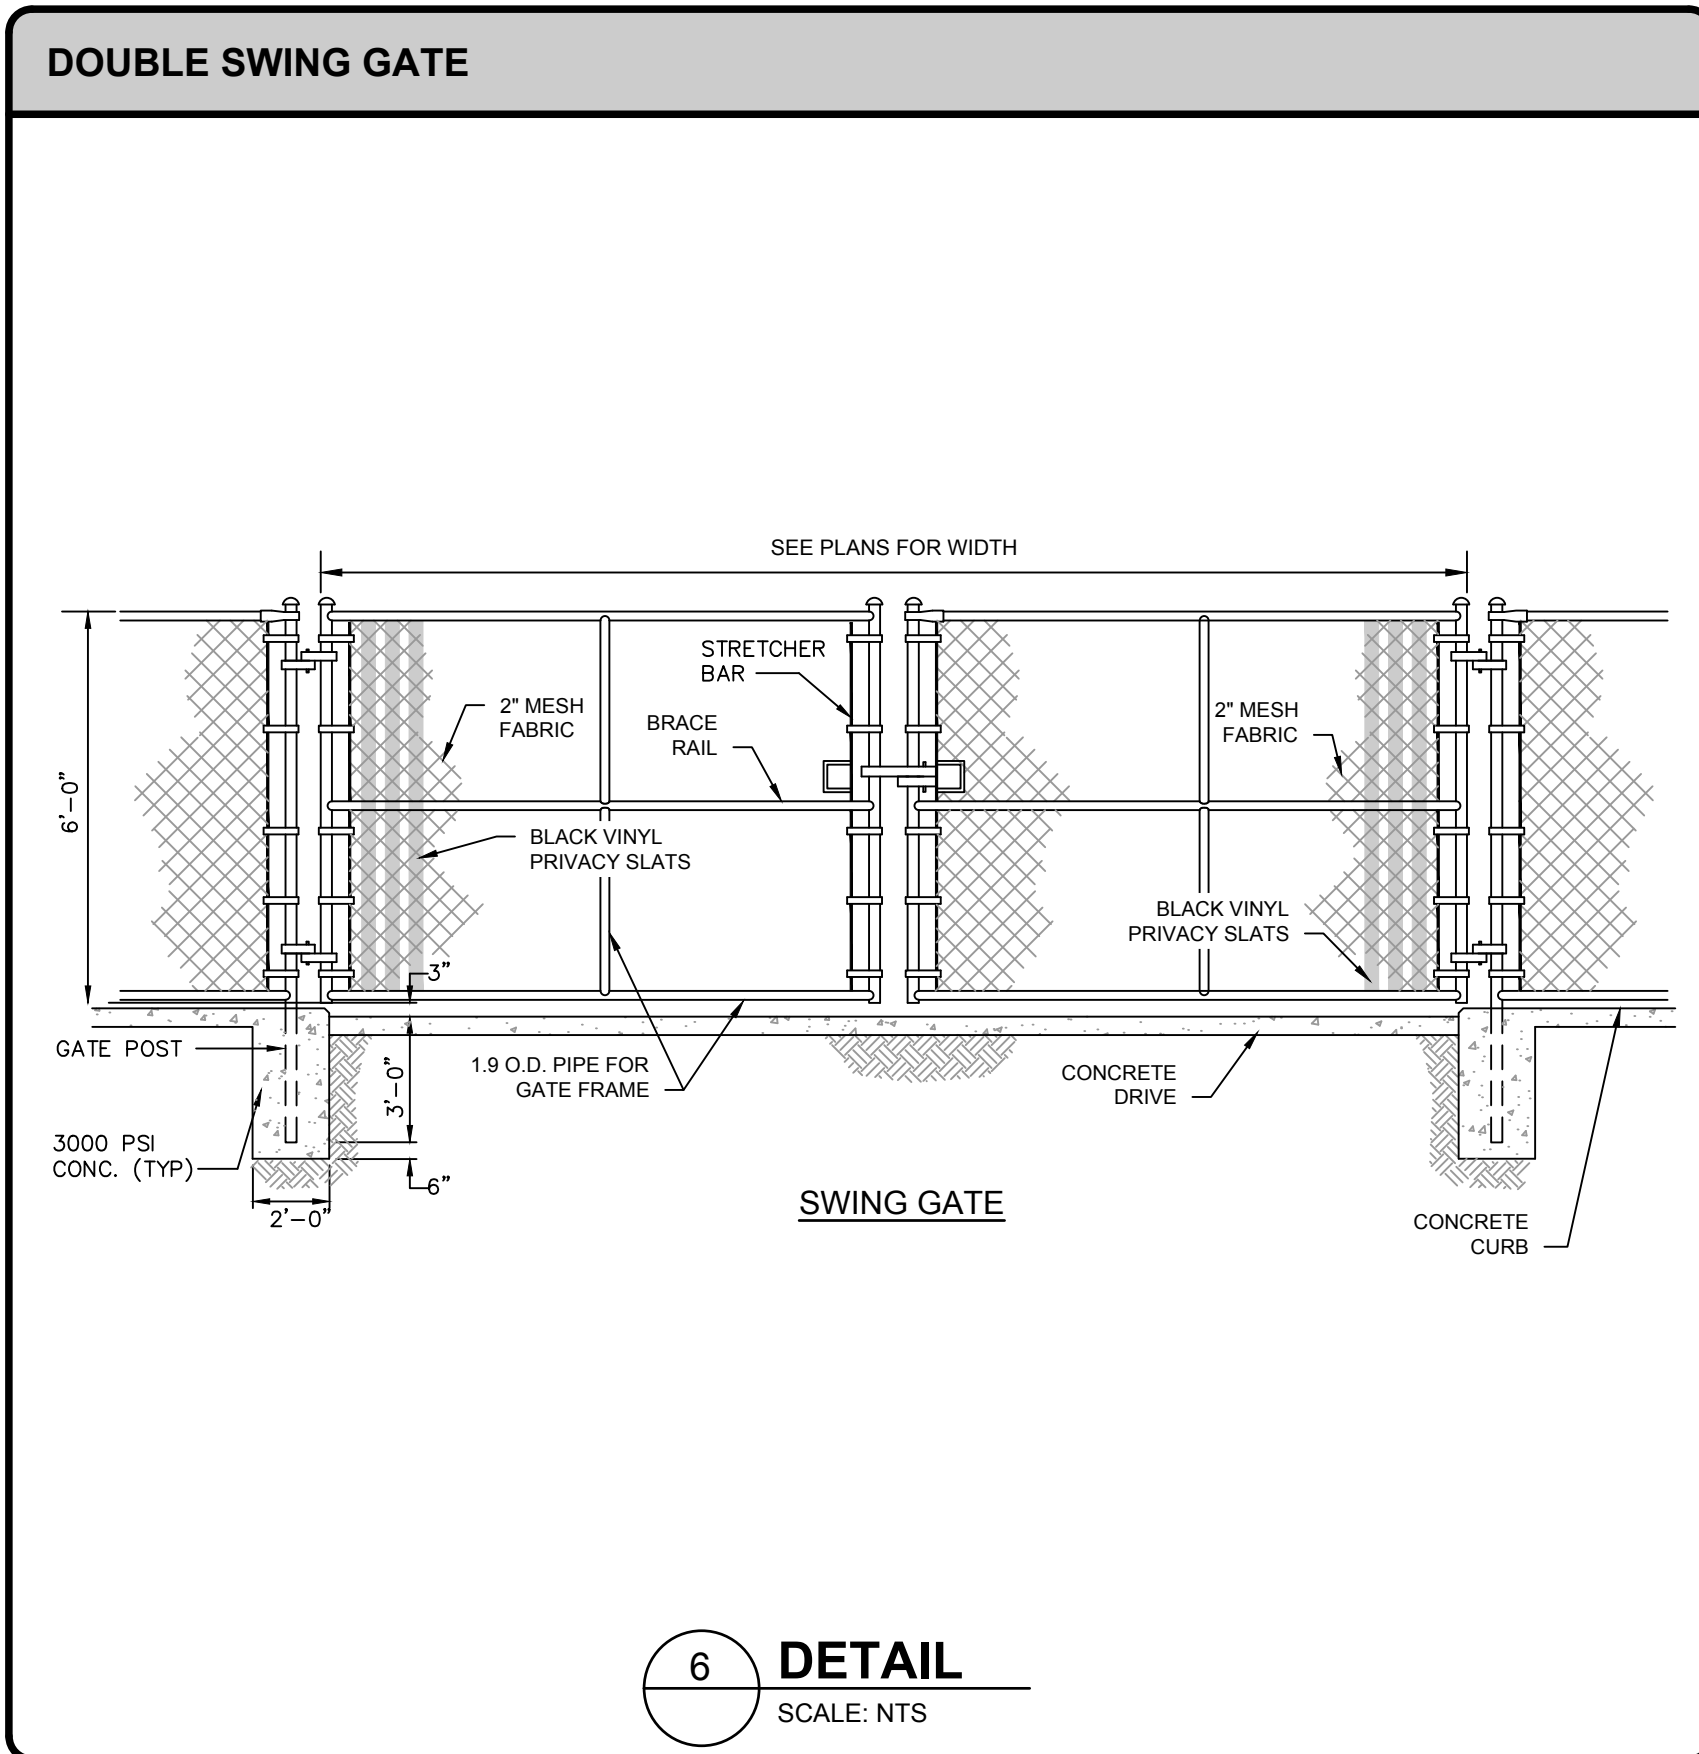 DOUBLE SWING GATE
SEE PLANS FOR WIDTH
STRETCHER
BAR
2" MESH
FABRIC
BRACE
RAIL
2" MESH
FABRIC
6'-0"
BLACK VINYL
PRIVACY SLATS
BLACK VINYL
PRIVACY SLATS
3"
GATE POST
1.9 O.D. PIPE FOR
GATE FRAME
3'-0"
CONCRETE
DRIVE
3000 PSI
CONC. (TYP)
6"
2'-0"
SWING GATE
CONCRETE
CURB
6
DETAIL
SCALE: NTS